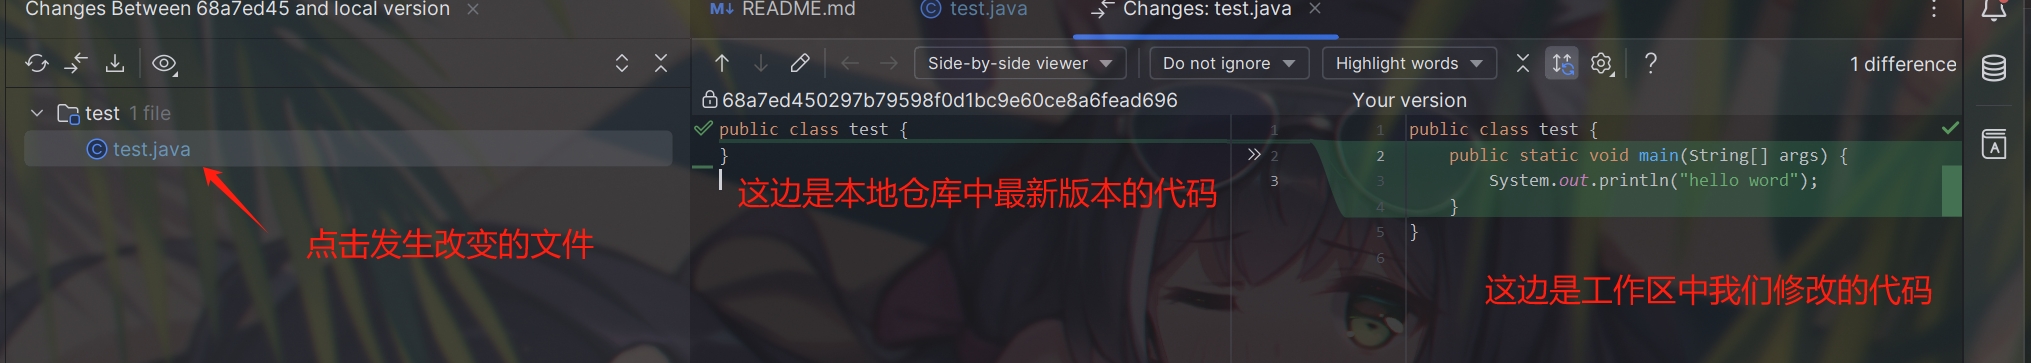 Changes Between 68a7ed45 and local version
README.md
test.java
Changes: test.java
Side-by-side viewer
Do not ignore
Highlight words
?
1 difference
test 1 file
test.java
点击发生改变的文件
68a7ed450297b79598f0d1bc9e60ce8a6fead696
Your version
public class test {
}
1
2
3
这边是本地仓库中最新版本的代码
1 public class test {
2 public static void main(String[] args) {
3 System.out.println("hello word");
4 }
5 }
6
这边是工作区中我们修改的代码